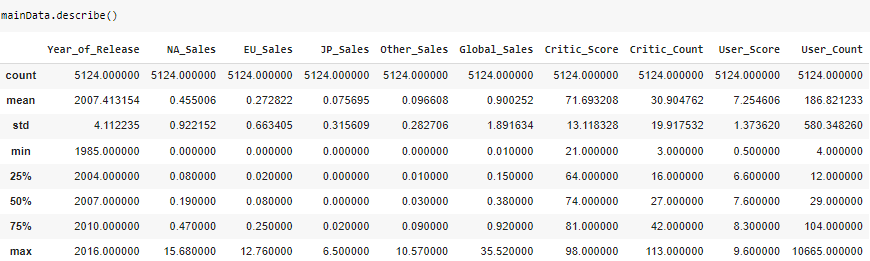 mainData.describe()
Year_of_Release NA_Sales EU_Sales JP_Sales Other_Sales Global_Sales Critic_Score Critic_Count User_Score User_Count
count 5124.000000 5124.000000 5124.000000 5124.000000 5124.000000 5124.000000 5124.000000 5124.000000 5124.000000 5124.000000
mean 2007.413154 0.455006 0.272822 0.075695 0.096608 0.900252 71.693208 30.904762 7.254606 186.821233
std 4.112235 0.922152 0.663405 0.315609 0.282706 1.891634 13.118328 19.917532 1.373620 580.348260
min 1985.000000 0.000000 0.000000 0.000000 0.000000 0.010000 21.000000 3.000000 0.500000 4.000000
25% 2004.000000 0.080000 0.020000 0.000000 0.010000 0.150000 64.000000 16.000000 6.600000 12.000000
50% 2007.000000 0.190000 0.080000 0.000000 0.030000 0.380000 74.000000 27.000000 7.600000 29.000000
75% 2010.000000 0.470000 0.250000 0.020000 0.090000 0.920000 81.000000 42.000000 8.300000 104.000000
max 2016.000000 15.680000 12.760000 6.500000 10.570000 35.520000 98.000000 113.000000 9.600000 10665.000000